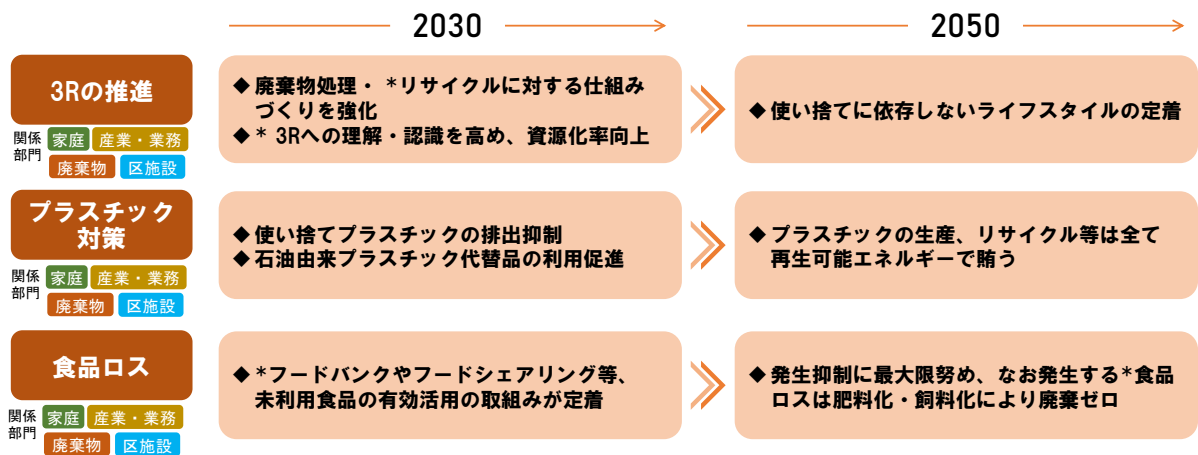 2030
2050
3Rの推進
関係
部門
家庭
産業・業務
廃棄物
区施設
◆廃棄物処理・ *リサイクルに対する仕組み
づくりを強化
◆* 3Rへの理解・認識を高め、資源化率向上
◆使い捨てに依存しないライフスタイルの定着
プラスチック
対策
関係
部門
家庭
産業・業務
廃棄物
区施設
◆使い捨てプラスチックの排出抑制
◆石油由来プラスチック代替品の利用促進
◆プラスチックの生産、リサイクル等は全て
再生可能エネルギーで賄う
食品ロス
関係
部門
家庭
産業・業務
廃棄物
区施設
◆*フードバンクやフードシェアリング等、
未利用食品の有効活用の取組みが定着
◆発生抑制に最大限努め、なお発生する*食品
ロスは肥料化・飼料化により廃棄ゼロ